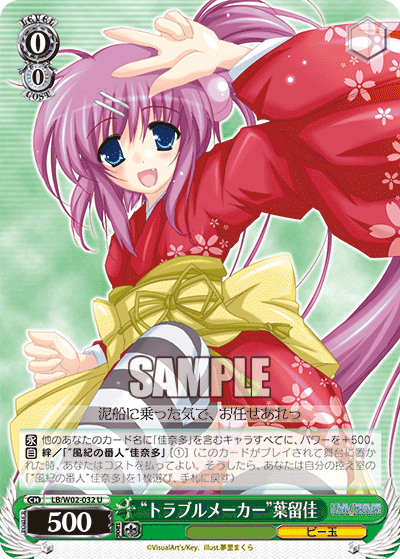 LEVEL
0
0
COST
SAMPLE
泥船に乗った気で、お任せあれっ
永 他のあなたのカード名に「佳奈多」を含むキャラすべてに、パワーを＋500。
自 絆／「“風紀の番人”佳奈多」［①］（このカードがプレイされて舞台に置かれた時、あなたはコストを払ってよい。そうしたら、あなたは自分の控え室の「“風紀の番人”佳奈多」を1枚選び、手札に戻す）
CH LB/W02-032 U
500
“トラブルメーカー”葉留佳
ビー玉
©VisualArt's/Key. illust.夢里まくら